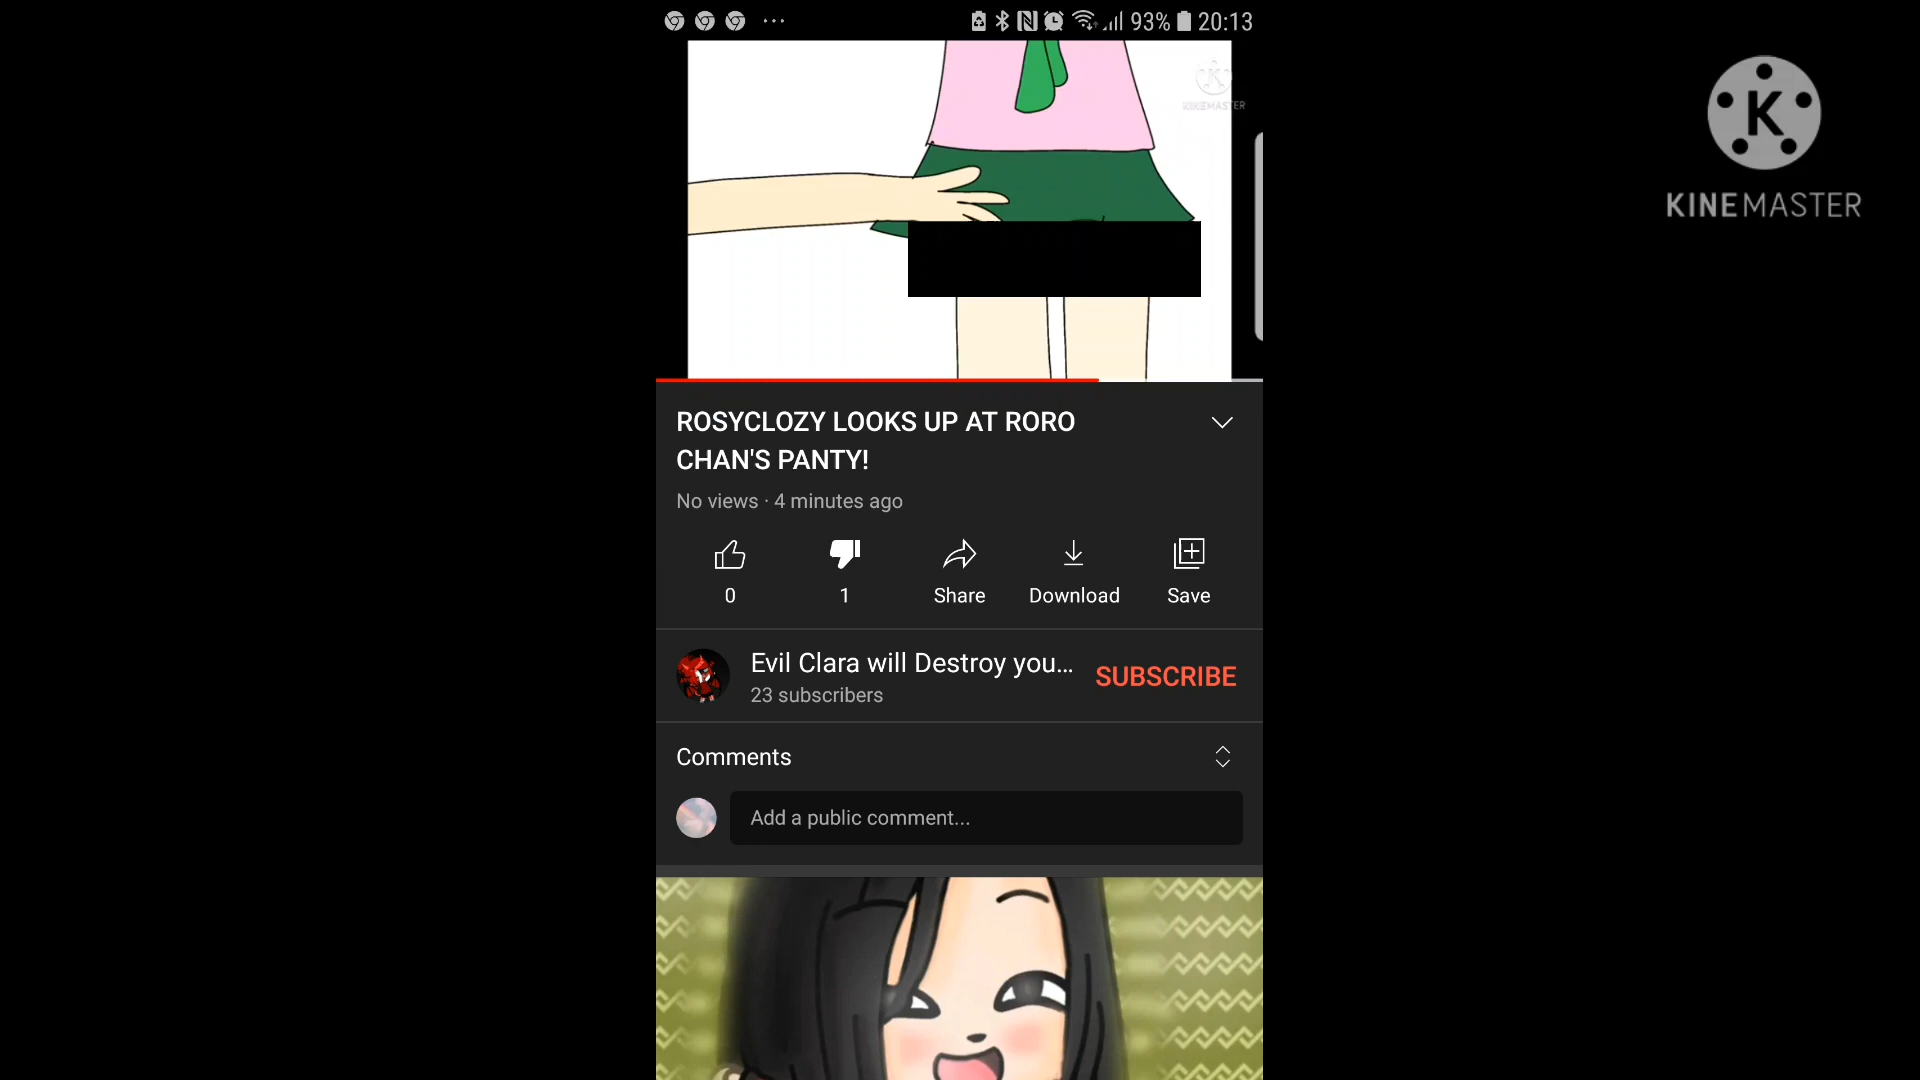 93% 20:13
KINEMASTER
KINEMASTER
ROSYCLOZY LOOKS UP AT RORO
CHAN'S PANTY!
No views · 4 minutes ago
0
1
Share
Download
Save
Evil Clara will Destroy you...
SUBSCRIBE
23 subscribers
Comments
Add a public comment...